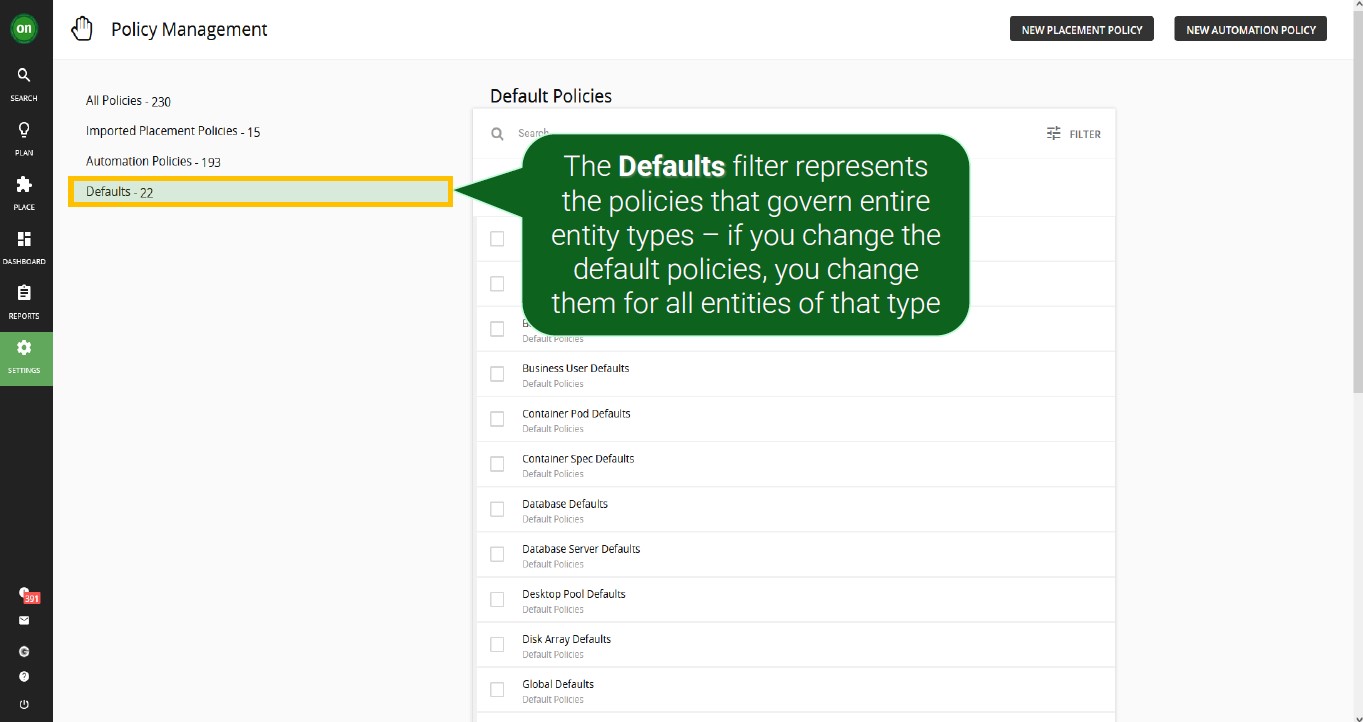 on
Policy Management
NEW PLACEMENT POLICY
NEW AUTOMATION POLICY
SEARCH
PLAN
PLACE
DASHBOARD
REPORTS
SETTINGS
391
All Policies - 230
Imported Placement Policies - 15
Automation Policies - 193
Defaults - 22
Default Policies
Search
FILTER
The Defaults filter represents
the policies that govern entire
entity types – if you change the
default policies, you change
them for all entities of that type
Default Policies
Business User Defaults
Default Policies
Container Pod Defaults
Default Policies
Container Spec Defaults
Default Policies
Database Defaults
Default Policies
Database Server Defaults
Default Policies
Desktop Pool Defaults
Default Policies
Disk Array Defaults
Default Policies
Global Defaults
Default Policies